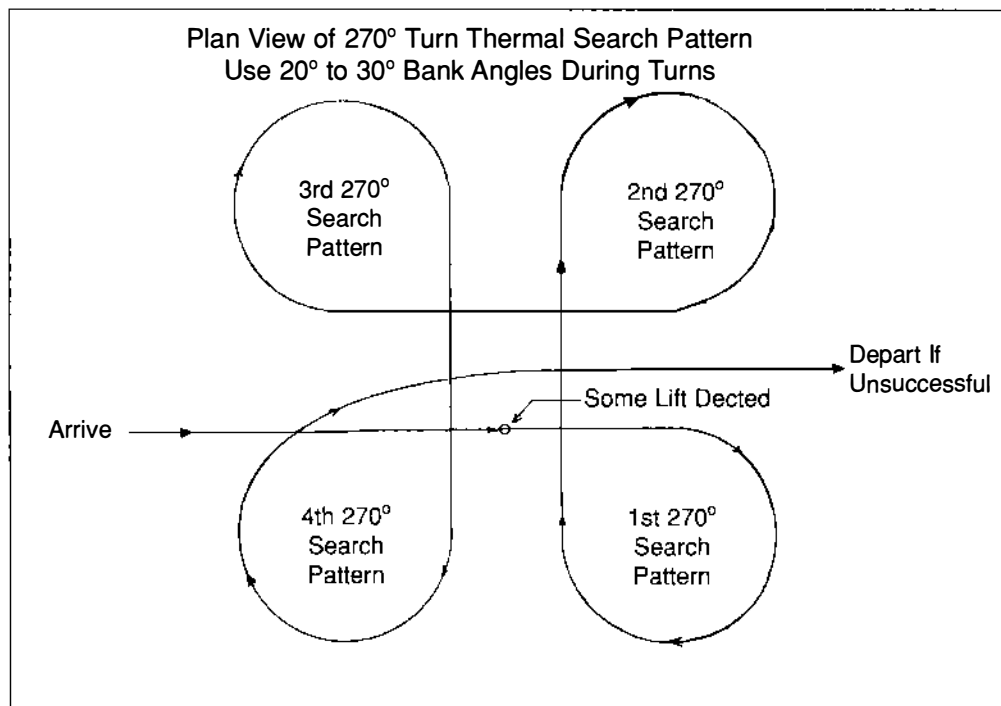 Plan View of 270° Turn Thermal Search Pattern
Use 20° to 30° Bank Angles During Turns
3rd 270°
Search
Pattern
2nd 270°
Search
Pattern
Depart If
Unsuccessful
Some Lift Dected
Arrive
4th 270°
Search
Pattern
1st 270°
Search
Pattern